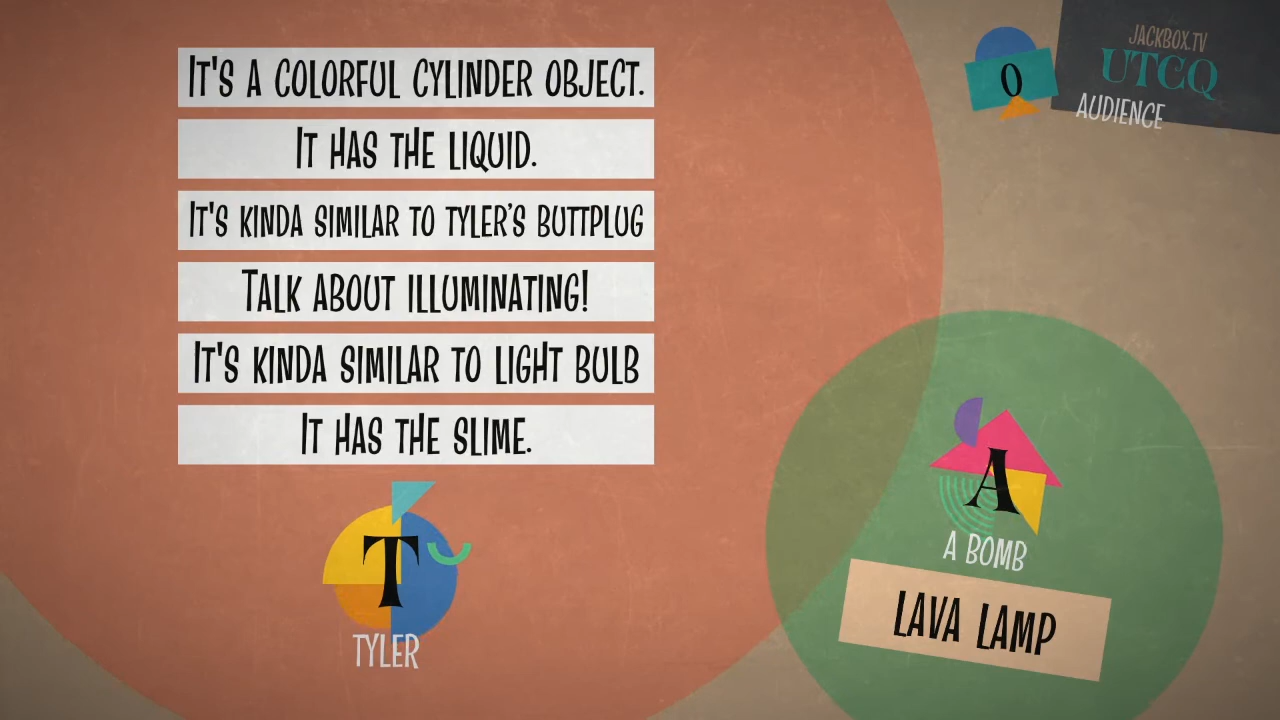 IT'S A COLORFUL CYLINDER OBJECT.
IT HAS THE LIQUID.
IT'S KINDA SIMILAR TO TYLER'S BUTTPLUG
TALK ABOUT ILLUMINATING!
IT'S KINDA SIMILAR TO LIGHT BULB
IT HAS THE SLIME.
T
TYLER
0
JACKBOX.TV
UTCQ
AUDIENCE
A
A BOMB
LAVA LAMP